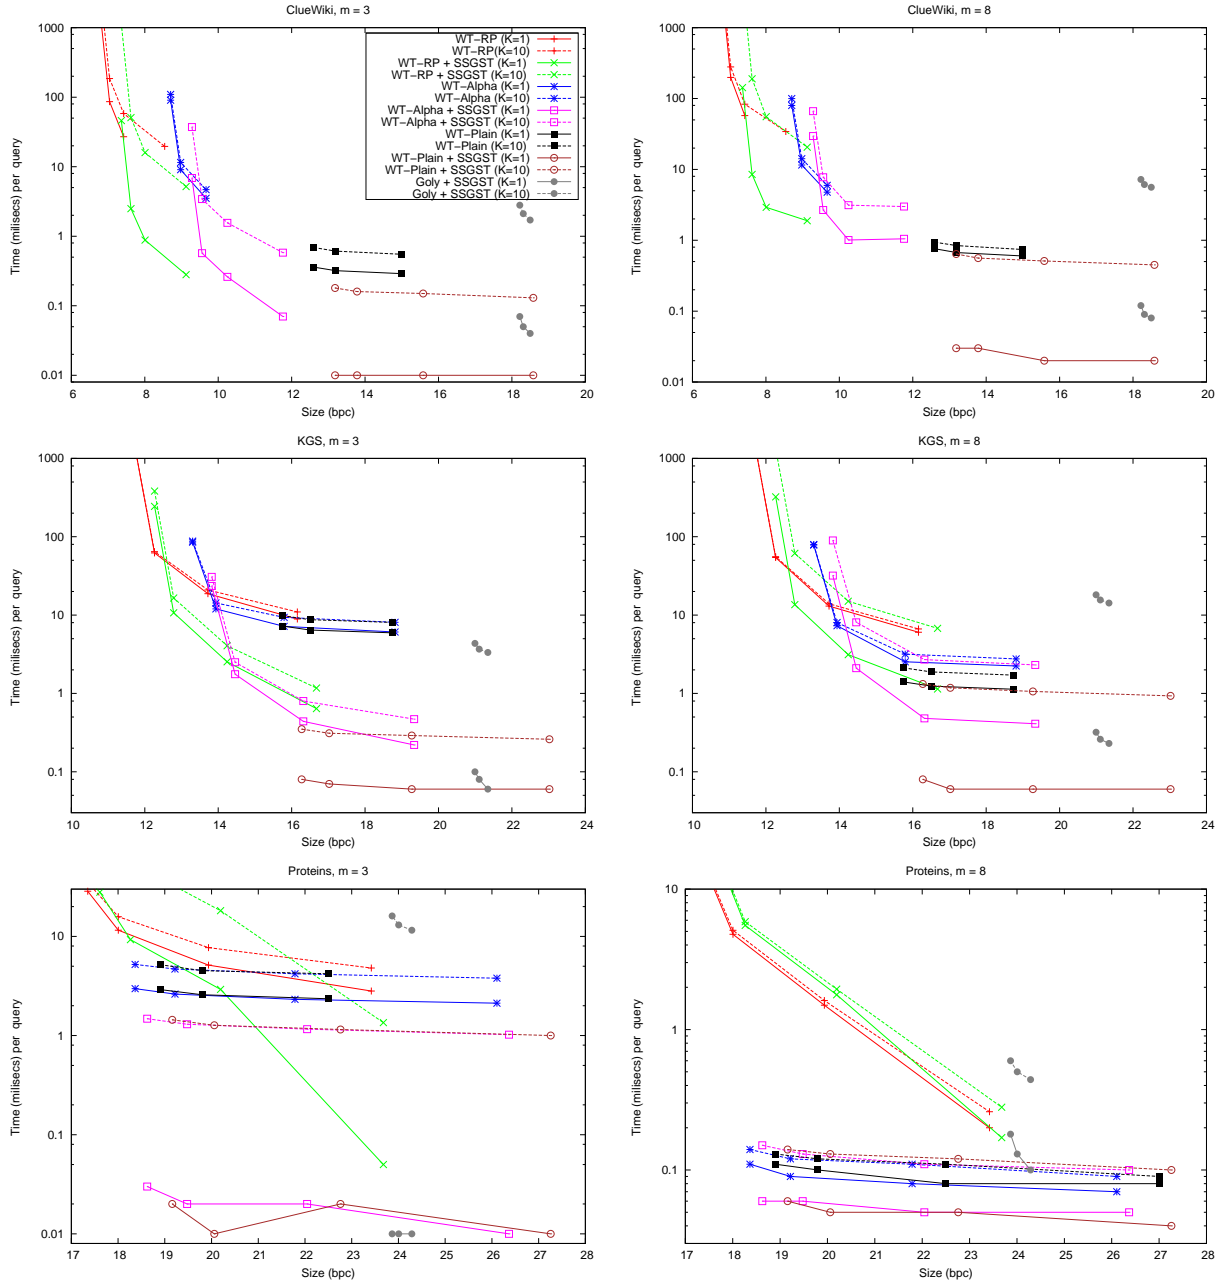 ClueWiki, m = 3
1000
100
10
1
0.1
0.01
Time (milisecs) per query
WT-RP (K=1)
WT-RP(K=10)
WT-RP + SSGST (K=1)
WT-RP + SSGST (K=10)
WT-Alpha (K=1)
WT-Alpha (K=10)
WT-Alpha + SSGST (K=1)
WT-Alpha + SSGST (K=10)
WT-Plain (K=1)
WT-Plain (K=10)
WT-Plain + SSGST (K=1)
WT-Plain + SSGST (K=10)
Goly + SSGST (K=1)
Goly + SSGST (K=10)
6 8 10 12 14 16 18 20
Size (bpc)
ClueWiki, m = 8
1000
100
10
1
0.1
0.01
Time (milisecs) per query
6 8 10 12 14 16 18 20
Size (bpc)
KGS, m = 3
1000
100
10
1
0.1
Time (milisecs) per query
10 12 14 16 18 20 22 24
Size (bpc)
KGS, m = 8
1000
100
10
1
0.1
Time (milisecs) per query
10 12 14 16 18 20 22 24
Size (bpc)
Proteins, m = 3
10
1
0.1
0.01
Time (milisecs) per query
17 18 19 20 21 22 23 24 25 26 27 28
Size (bpc)
Proteins, m = 8
10
1
0.1
Time (milisecs) per query
17 18 19 20 21 22 23 24 25 26 27 28
Size (bpc)